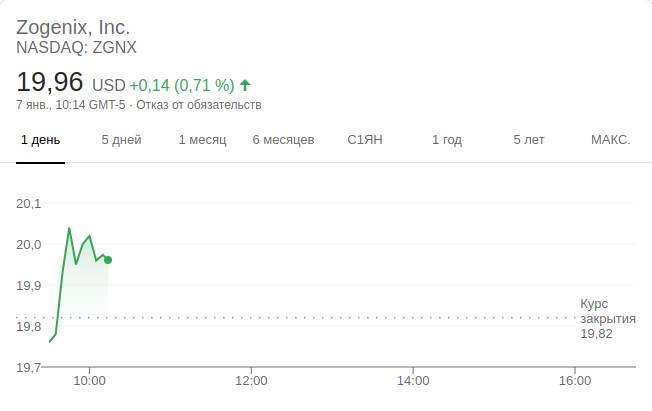 Zogenix, Inc.
NASDAQ: ZGNX
19,96 USD +0,14 (0,71 %)
7 янв., 10:14 GMT-5 · Отказ от обязательств
1 день 5 дней 1 месяц 6 месяцев С1ЯН 1 год 5 лет МАКС.
20,1
20,0
19,9
19,8
19,7
Курс
закрытия
19,82
10:00 12:00 14:00 16:00